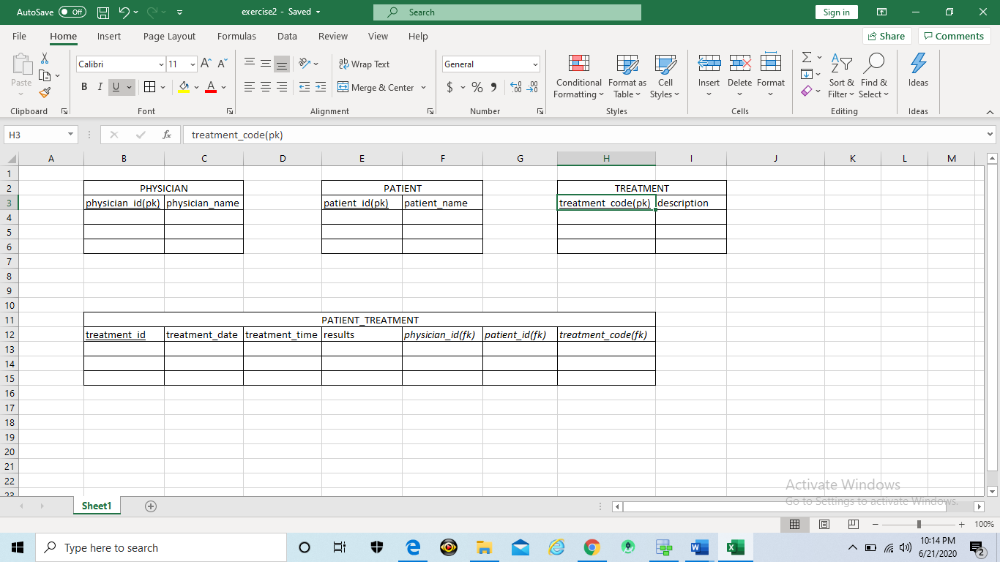 AutoSave Off exercise2 - Saved Search Sign in
File Home Insert Page Layout Formulas Data Review View Help Share Comments
Paste
Clipboard
Calibri 11 A A
B I U A
Font
ab Wrap Text
Merge & Center
Alignment
General
$ % 9 .00 .00
Number
Conditional Formatting
Format as Table
Cell Styles
Styles
Insert Delete Format
Cells
Sort & Filter
Find & Select
Editing
Ideas
Ideas
H3 fx treatment_code(pk)
A B C D E F G H I J K L M
1
2 PHYSICIAN PATIENT TREATMENT
3 physician_id(pk) physician_name patient_id(pk) patient_name treatment_code(pk) description
4
5
6
7
8
9
10
11 PATIENT_TREATMENT
12 treatment_id treatment_date treatment_time results physician_id(fk) patient_id(fk) treatment_code(fk)
13
14
15
16
17
18
19
20
21
22
23
Activate Windows
Go to Settings to activate Windows.
Sheet1
100%
Type here to search
10:14 PM
6/21/2020
2